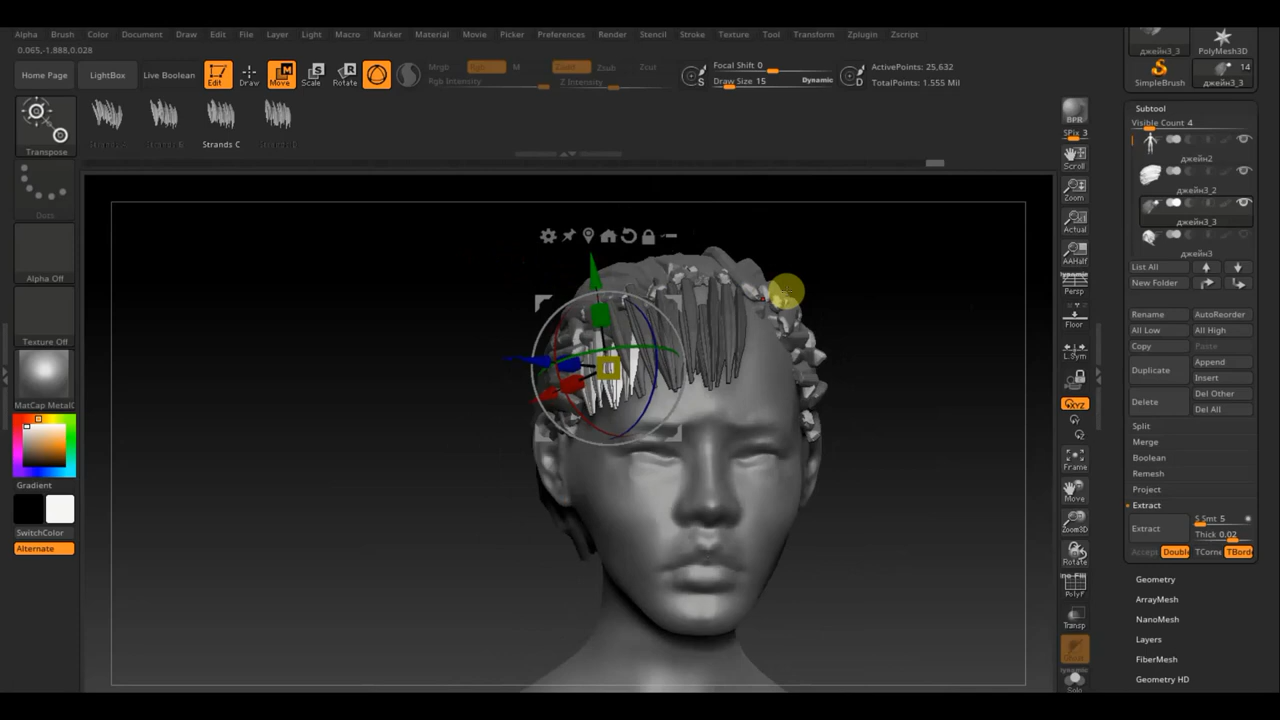 Alpha Brush Color Document Draw Edit File Layer Light Macro Marker Material Movie Picker Preferences Render Stencil Stroke Texture Tool Transform Zplugin Zscript
0.065,-1.888,0.028
Home Page LightBox Live Boolean Edit Draw Move Scale Rotate
Mrgb Rgb M Zadd Zsub Zcut
Rgb Intensity Z Intensity
S Focal Shift 0
Draw Size 15 Dynamic
D ActivePoints: 25,632
TotalPoints: 1.555 Mil
Transpose
Strands C
Dots
Alpha Off
Texture Off
MatCap MetalC
Gradient
SwitchColor
Alternate
BPR
SPix 3
Scroll
Zoom
Actual
AAHalf
Dynamic
Persp
Floor
L.Sym
XYZ
Frame
Move
Zoom3D
Rotate
PolyF
Transp
Dynamic
Solo
джейн3_3 PolyMesh3D
14
SimpleBrush джейн3_3
Subtool
Visible Count 4
джейн2
джейн3_2
джейн3_3
джейн3
List All
New Folder
Rename AutoReorder
All Low All High
Copy Paste
Duplicate Append
Insert
Delete Del Other
Del All
Split
Merge
Boolean
Remesh
Project
Extract
Extract S Smt 5
Thick 0.02
Accept Double TCorne TBorde
Geometry
ArrayMesh
NanoMesh
Layers
FiberMesh
Geometry HD